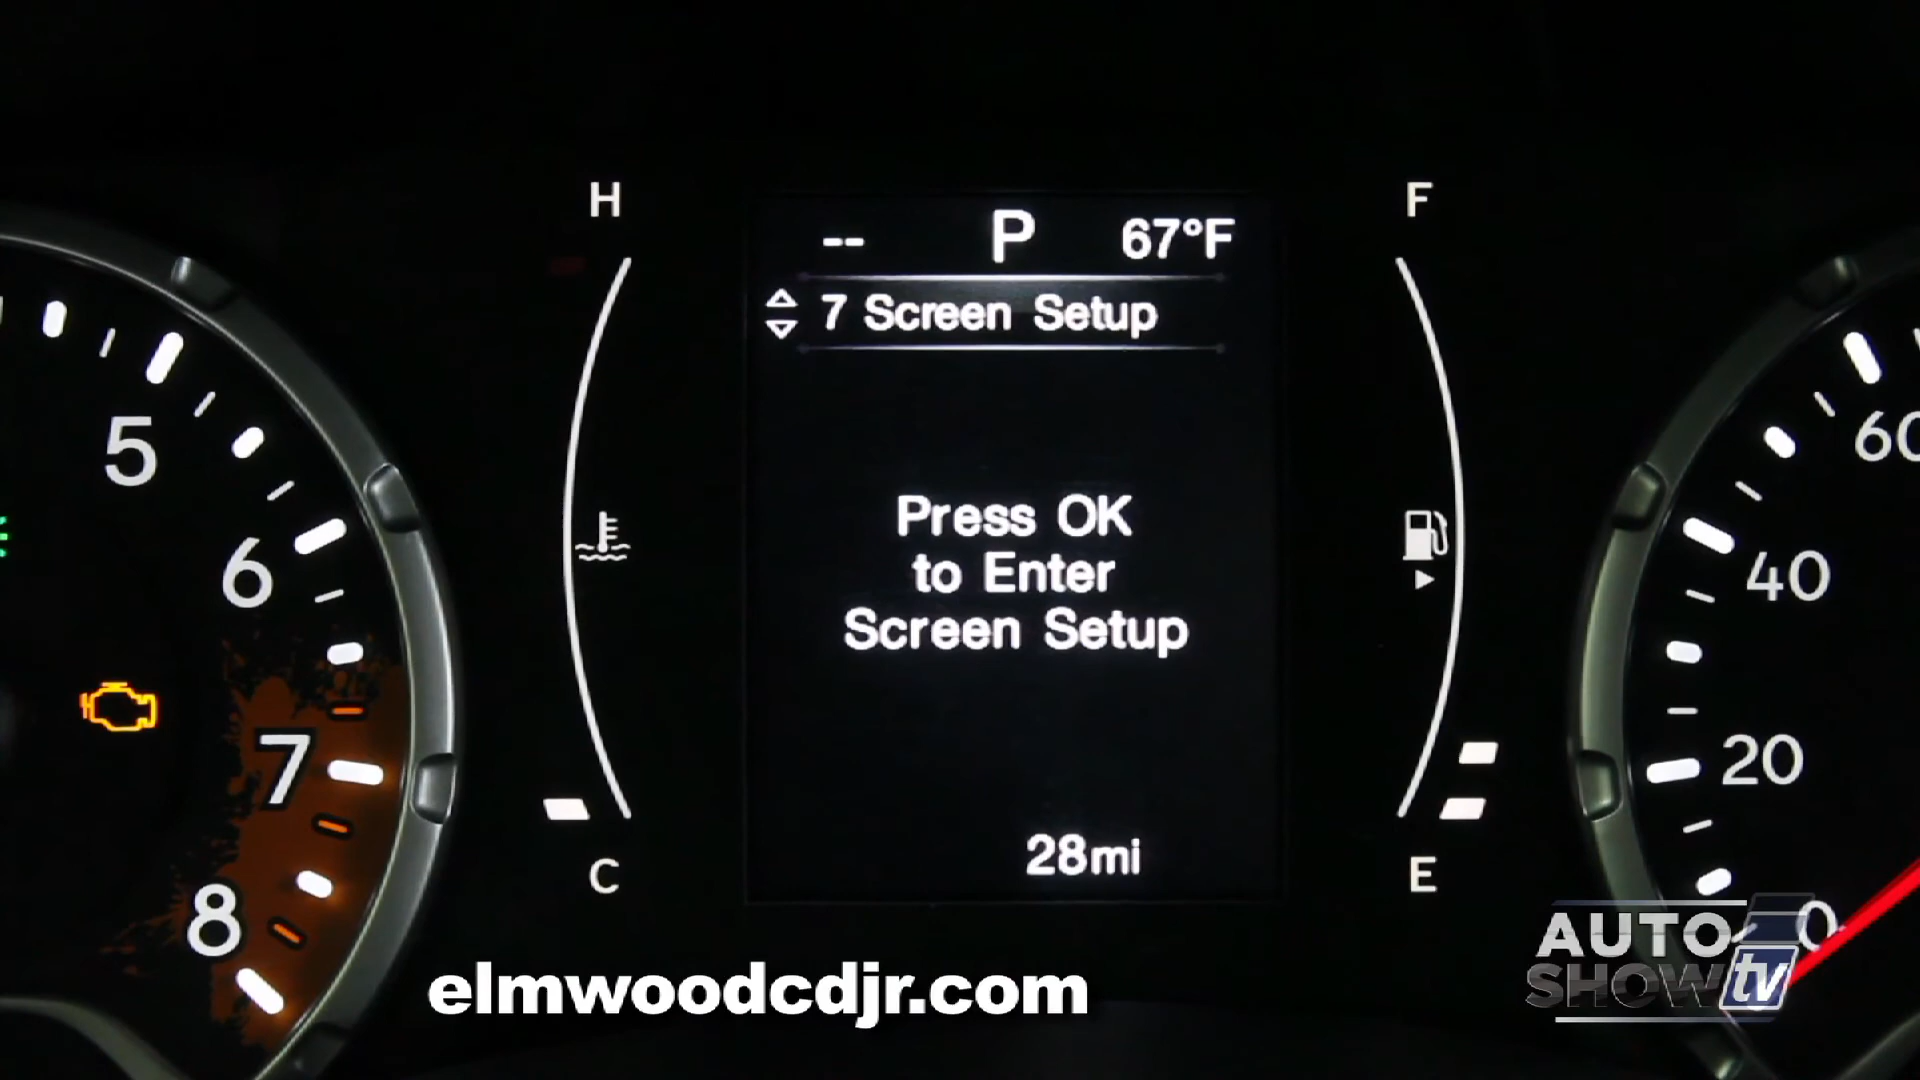 H
F
-- P 67°F
7 Screen Setup
5
6
7
8
Press OK
to Enter
Screen Setup
60
40
20
0
28mi
C
E
elmwoodcdjr.com
AUTO
SHOW tv